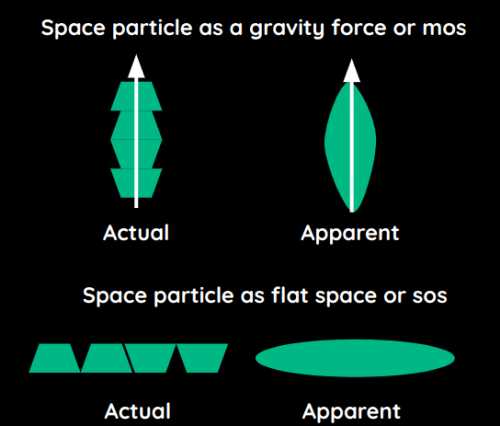 Space particle as a gravity force or mos
Actual
Apparent
Space particle as flat space or sos
Actual
Apparent